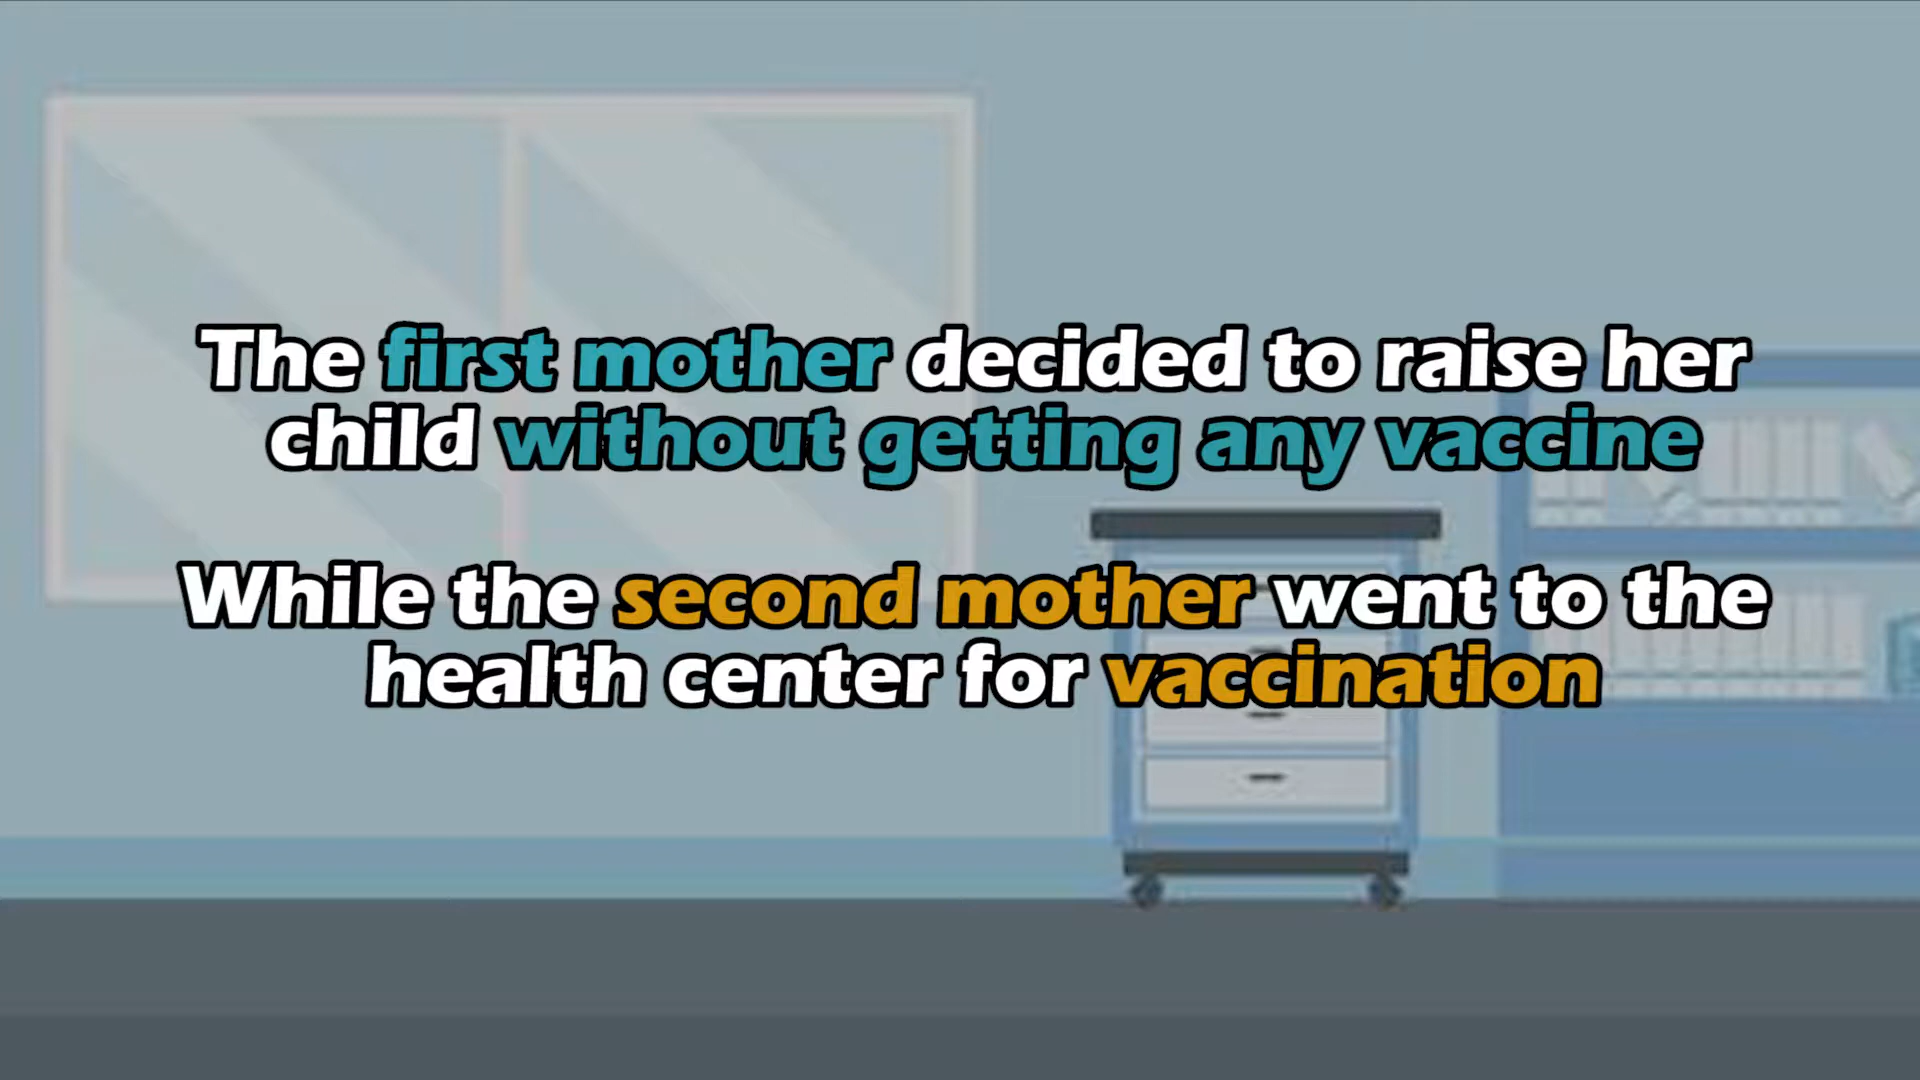 The first mother decided to raise her
child without getting any vaccine
While the second mother went to the
health center for vaccination